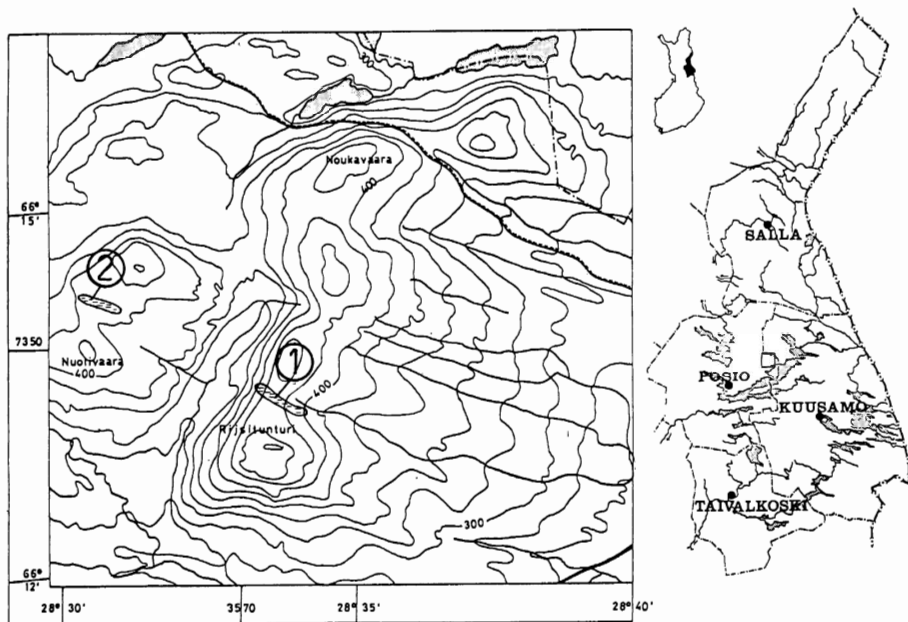 Noukavaara
400
66°
15'
2
1
7350
Nuorivaara
400
400
Riisitunturi
300
66°
12'
28° 30'
3570
28° 35'
28° 40'
SALLA
POSIO
KUUSAMO
TAIVALKOSKI